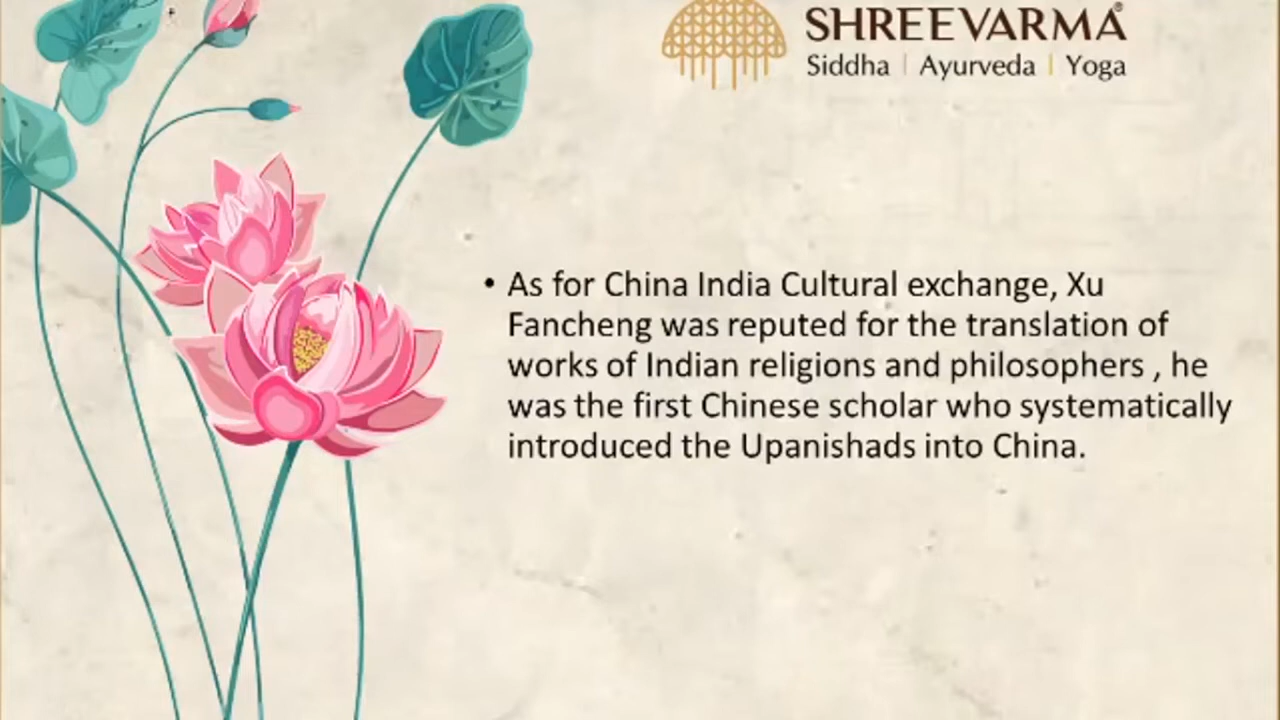 SHREEVARMA®
Siddha | Ayurveda | Yoga
• As for China India Cultural exchange, Xu
Fancheng was reputed for the translation of
works of Indian religions and philosophers , he
was the first Chinese scholar who systematically
introduced the Upanishads into China.